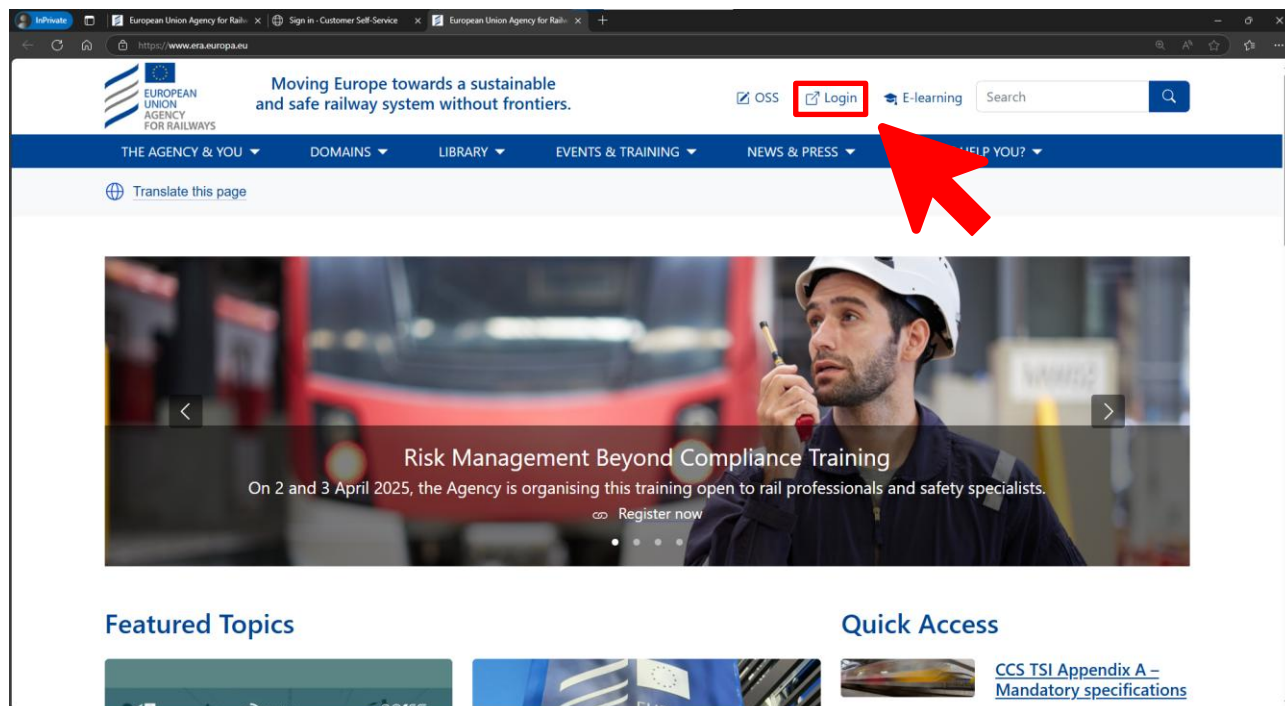 InPrivate
European Union Agency for Railw
Sign in - Customer Self-Service
European Union Agency for Railw
https://www.era.europa.eu
EUROPEAN
UNION
AGENCY
FOR RAILWAYS
Moving Europe towards a sustainable
and safe railway system without frontiers.
OSS
Login
E-learning
Search
THE AGENCY & YOU
DOMAINS
LIBRARY
EVENTS & TRAINING
NEWS & PRESS
HELP YOU?
Translate this page
Risk Management Beyond Compliance Training
On 2 and 3 April 2025, the Agency is organising this training open to rail professionals and safety specialists.
Register now
Featured Topics
Quick Access
CCS TSI Appendix A –
Mandatory specifications